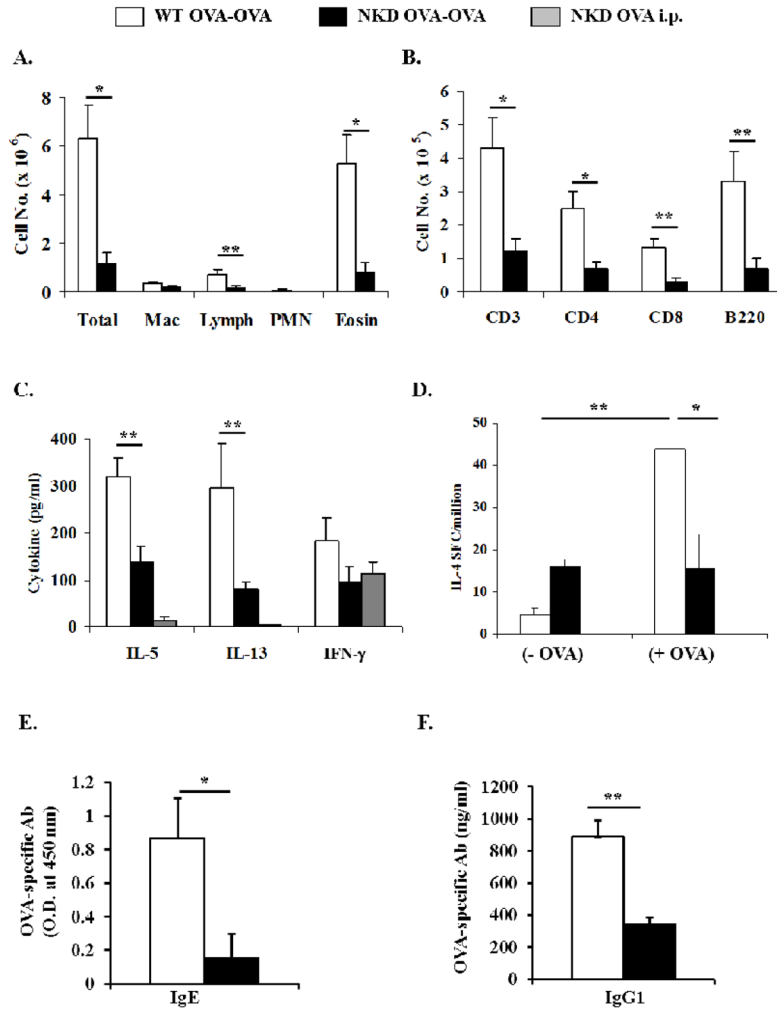 WT OVA-OVA NKD OVA-OVA NKD OVA i.p.
A.
Cell No. (x 10⁶)
8
6
4
2
0
* ** *
Total Mac Lymph PMN Eosin
B.
Cell No. (x 10⁵)
6
5
4
3
2
1
0
* * ** **
CD3 CD4 CD8 B220
C.
Cytokine (pg/ml)
400
300
200
100
0
** **
IL-5 IL-13 IFN-γ
D.
IL-4 SFC/million
50
40
30
20
10
0
** *
(- OVA) (+ OVA)
E.
OVA-specific Ab
(O.D. at 450 nm)
1.2
1
0.8
0.6
0.4
0.2
0
*
IgE
F.
OVA-specific Ab (ng/ml)
1200
1000
800
600
400
200
0
**
IgG1